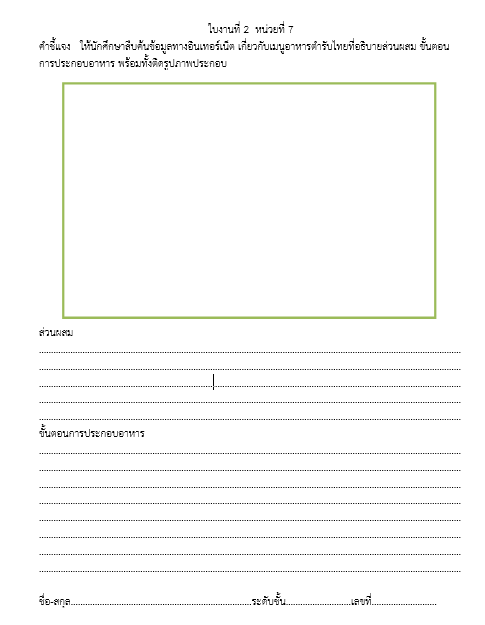 ใบงานที่ 2 หน่วยที่ 7
คำชี้แจง ให้นักศึกษาสืบค้นข้อมูลทางอินเทอร์เน็ต เกี่ยวกับเมนูอาหารตำรับไทยที่อธิบายส่วนผสม ขั้นตอน
การประกอบอาหาร พร้อมทั้งติดรูปภาพประกอบ
ส่วนผสม
ขั้นตอนการประกอบอาหาร
ชื่อ-สกุล............................................................ระดับชั้น......................เลขที่......................